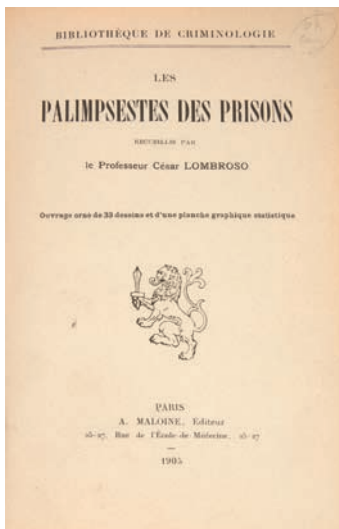 BIBLIOTHÈQUE DE CRIMINOLOGIE
LES
PALIMPSESTES DES PRISONS
RECUEILLIS PAR
le Professeur César LOMBROSO
Ouvrage orné de 33 dessins et d'une planche graphique statistique
PARIS
A. MALOINE, Editeur
25-27, Rue de l'École-de-Médecine, 25-27
1905